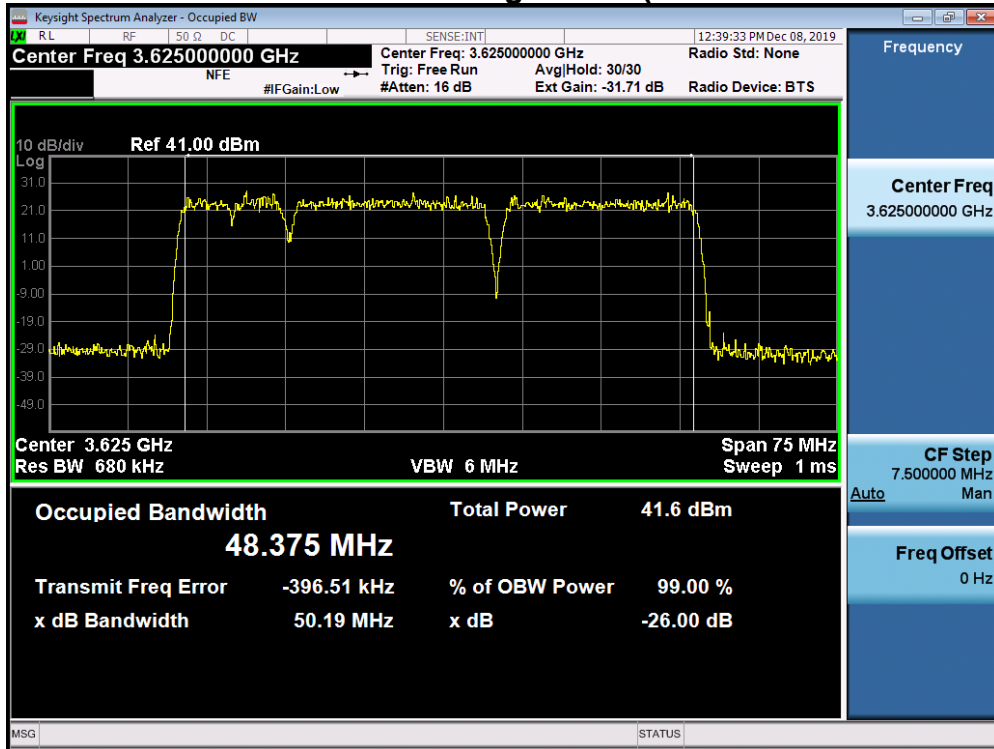 Keysight Spectrum Analyzer - Occupied BW
LXI RL RF 50 Ω DC SENSE:INT 12:39:33 PM Dec 08, 2019
Center Freq 3.625000000 GHz Center Freq: 3.625000000 GHz Radio Std: None
NFE Trig: Free Run Avg|Hold: 30/30
#IFGain:Low #Atten: 16 dB Ext Gain: -31.71 dB Radio Device: BTS
Frequency
10 dB/div Ref 41.00 dBm
Log
31.0
21.0
11.0
1.00
-9.00
-19.0
-29.0
-39.0
-49.0
Center 3.625 GHz Span 75 MHz
Res BW 680 kHz VBW 6 MHz Sweep 1 ms
Occupied Bandwidth Total Power 41.6 dBm
48.375 MHz
Transmit Freq Error -396.51 kHz % of OBW Power 99.00 %
x dB Bandwidth 50.19 MHz x dB -26.00 dB
Center Freq
3.625000000 GHz
CF Step
7.500000 MHz
Auto Man
Freq Offset
0 Hz
MSG STATUS